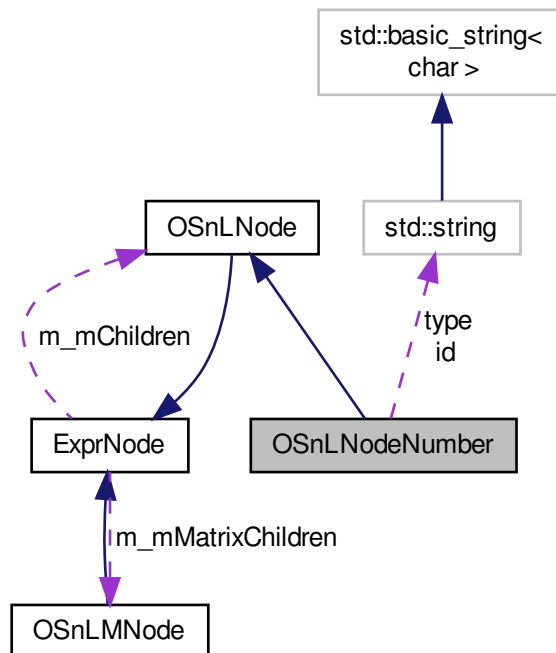 std::basic_string<
char >
OSnLNode
std::string
m_mChildren
type
id
ExprNode
OSnLNodeNumber
m_mMatrixChildren
OSnLMNode